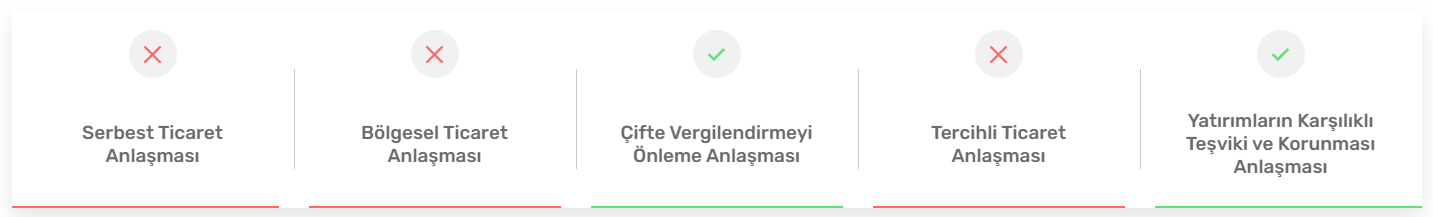 Serbest Ticaret
Anlaşması
Bölgesel Ticaret
Anlaşması
Çifte Vergilendirmeyi
Önleme Anlaşması
Tercihli Ticaret
Anlaşması
Yatırımların Karşılıklı
Teşviki ve Korunması
Anlaşması